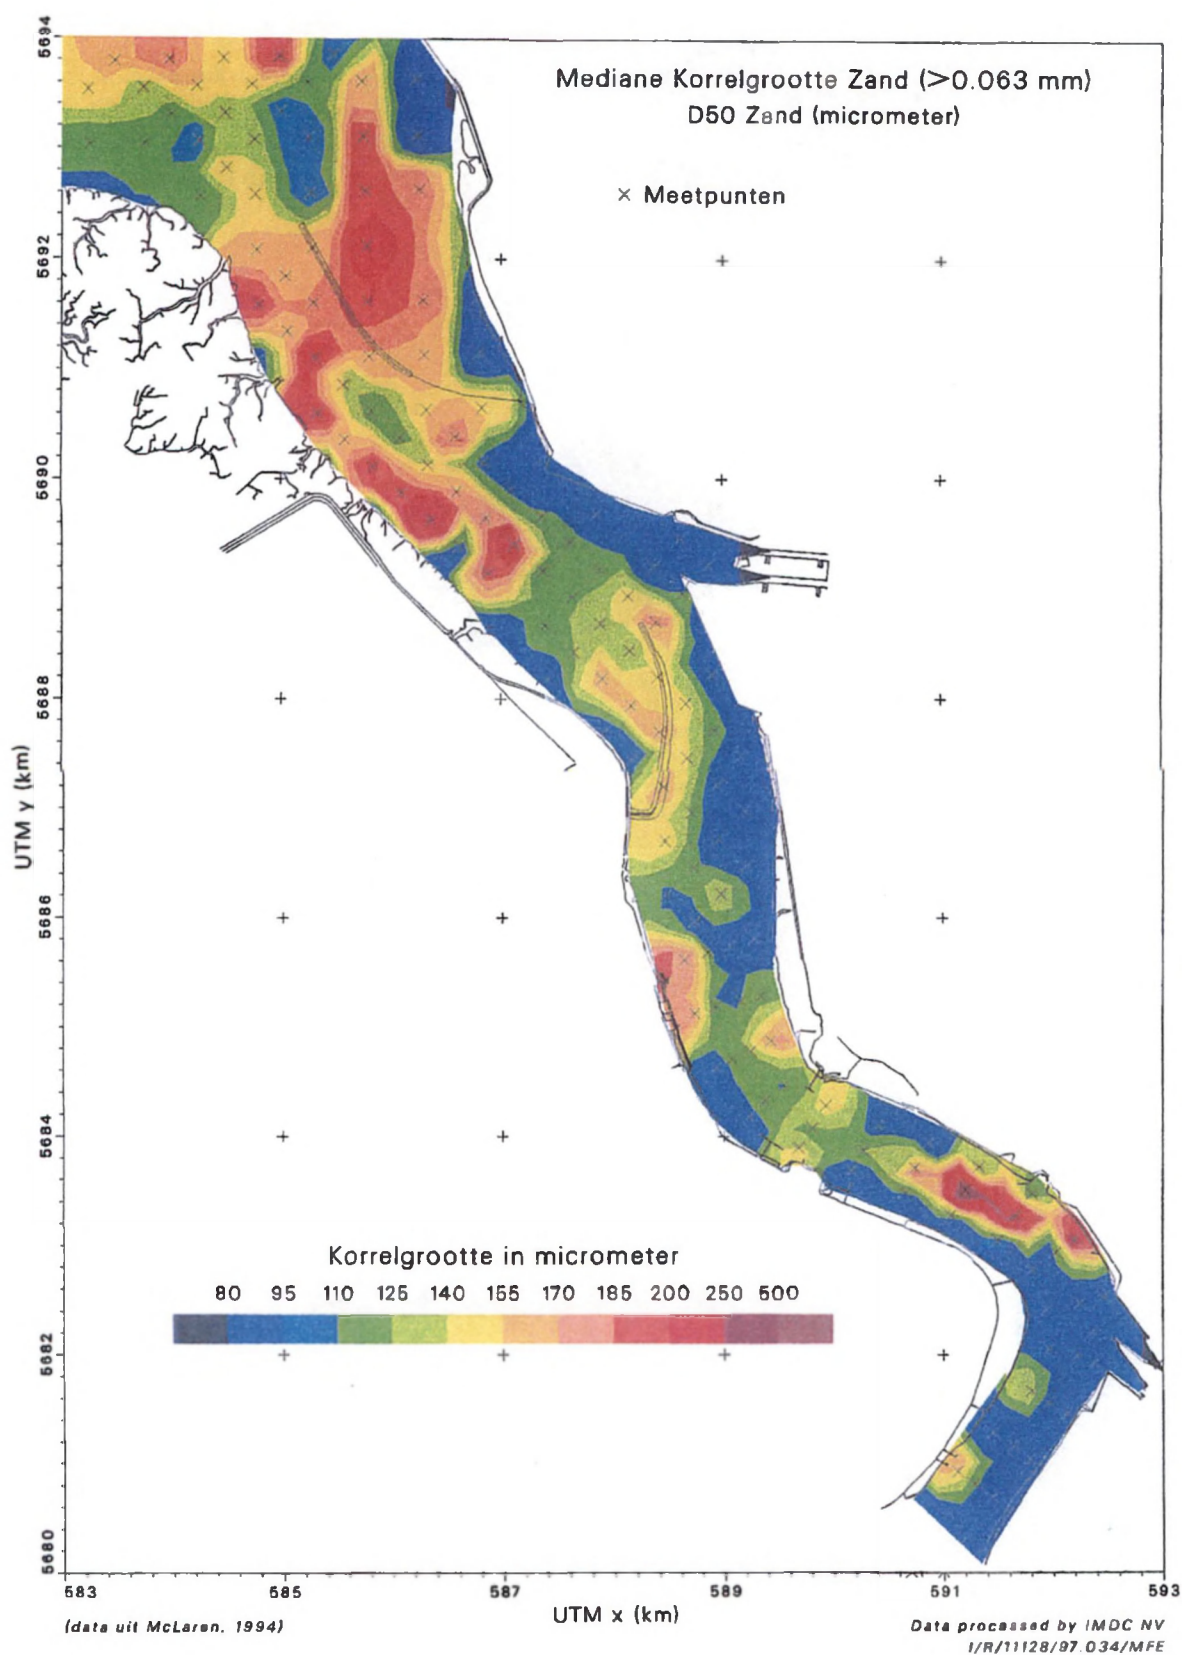 Mediane Korrelgrootte Zand (>0.063 mm)
D50 Zand (micrometer)
× Meetpunten
5694
5692
5690
5688
5686
5684
5682
5680
UTM y (km)
Korrelgrootte in micrometer
80 95 110 125 140 155 170 185 200 250 500
583 585 587 589 591 593
UTM x (km)
(data uit McLaren, 1994)
Data processed by IMDC NV
I/R/11128/97.034/MFE